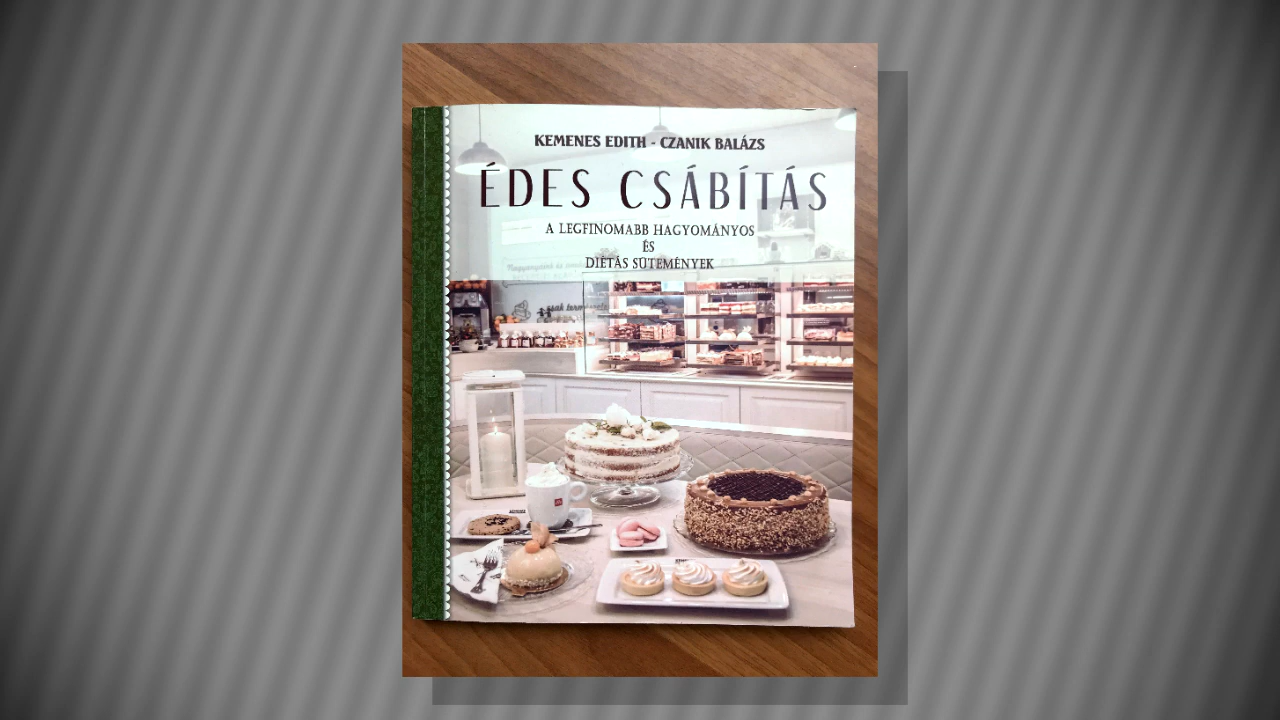 KEMENES EDITH - CZANIK BALÁZS
ÉDES CSÁBÍTÁS
A LEGFINOMABB HAGYOMÁNYOS
ÉS
DIÉTÁS SÜTEMÉNYEK